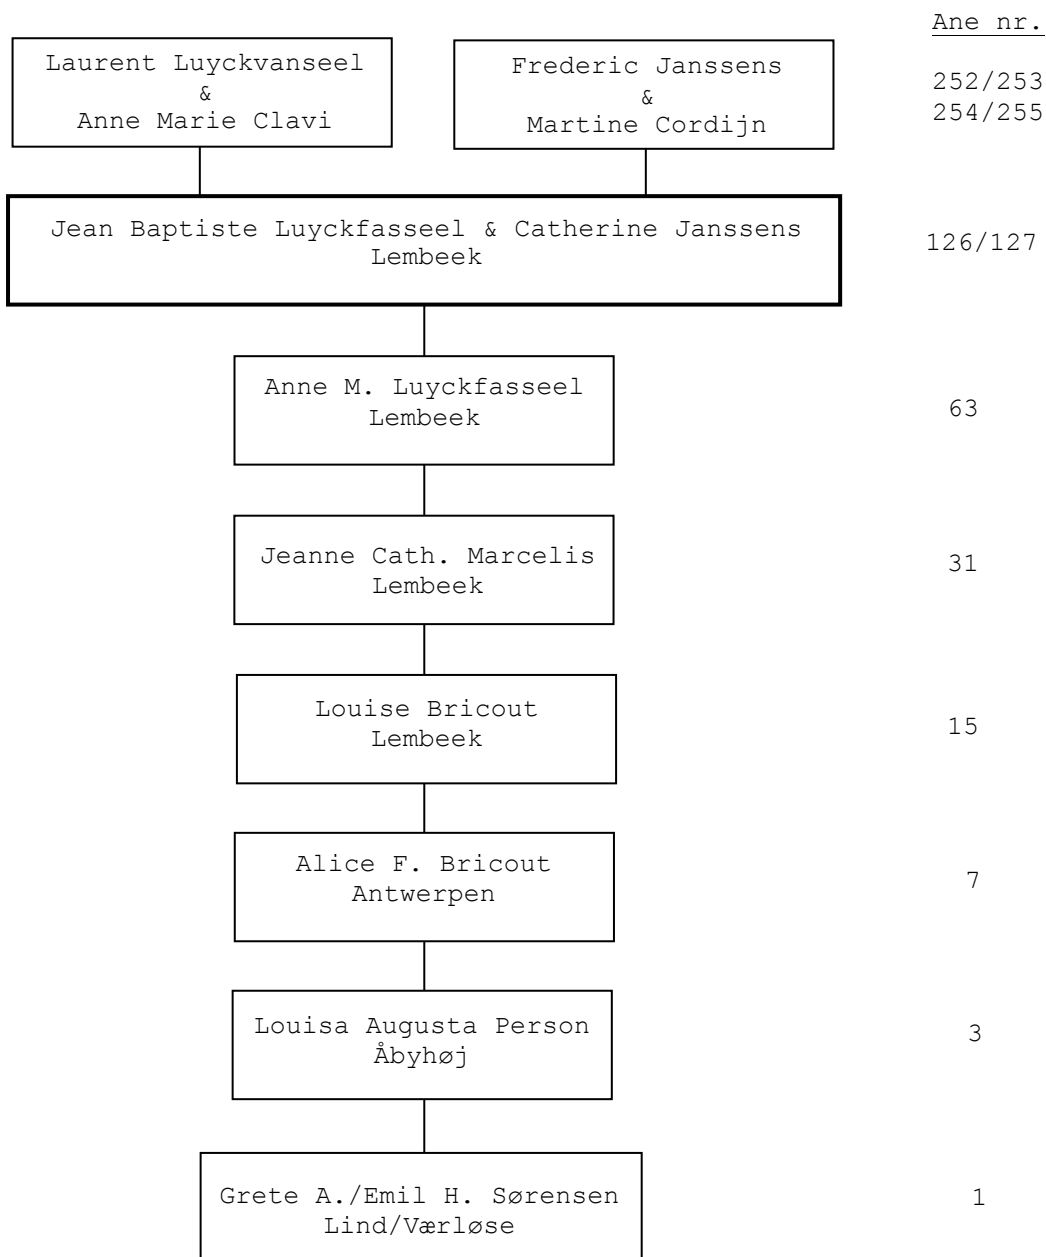 Ane nr.
Laurent Luyckvanseel
&
Anne Marie Clavi
Frederic Janssens
&
Martine Cordijn
252/253
254/255
Jean Baptiste Luyckfasseel & Catherine Janssens
Lembeek
126/127
Anne M. Luyckfasseel
Lembeek
63
Jeanne Cath. Marcelis
Lembeek
31
Louise Bricout
Lembeek
15
Alice F. Bricout
Antwerpen
7
Louisa Augusta Person
Åbyhøj
3
Grete A./Emil H. Sørensen
Lind/Værløse
1